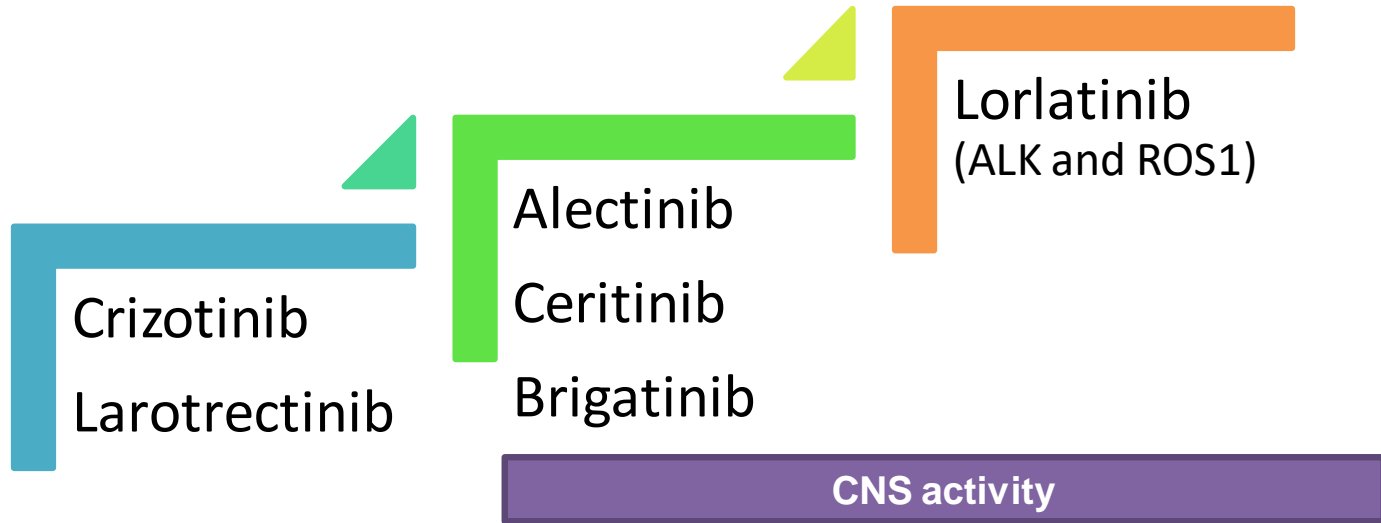 Crizotinib
Larotrectinib
Alectinib
Ceritinib
Brigatinib
Lorlatinib
(ALK and ROS1)
CNS activity